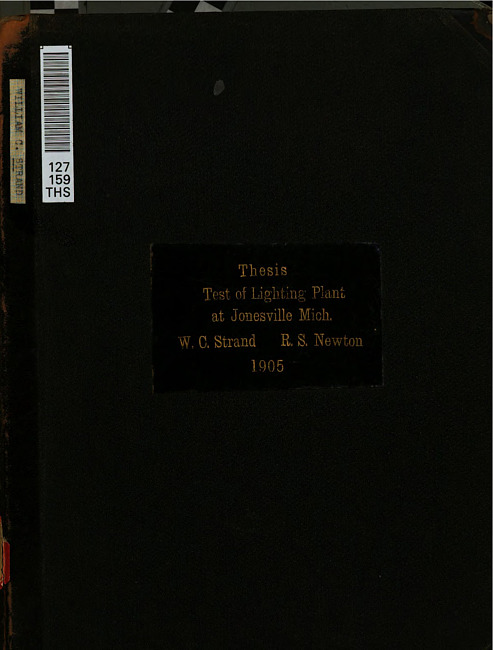 WILLIAM C. STRAND
127
159
THS
Thesis
Test of Lighting Plant
at Jonesville Mich.
W. C. Strand R. S. Newton
1905